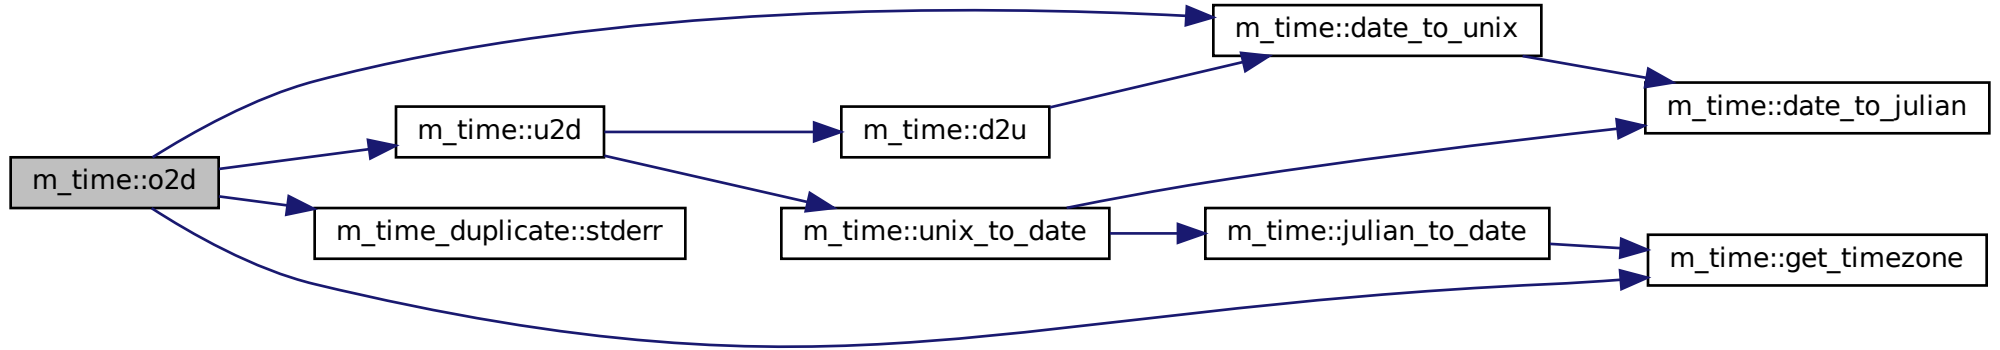 m_time::date_to_unix
m_time::date_to_julian
m_time::u2d
m_time::d2u
m_time::o2d
m_time_duplicate::stderr
m_time::unix_to_date
m_time::julian_to_date
m_time::get_timezone